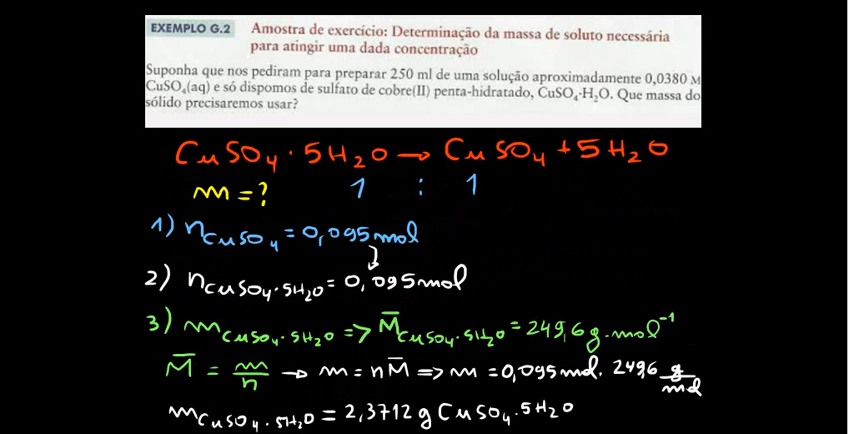 EXEMPLO G.2 Amostra de exercício: Determinação da massa de soluto necessária
para atingir uma dada concentração
Suponha que nos pediram para preparar 250 ml de uma solução aproximadamente 0,0380 M
CuSO₄(aq) e só dispomos de sulfato de cobre(II) penta-hidratado, CuSO₄·H₂O. Que massa do
sólido precisaremos usar?
CuSO₄·5H₂O → CuSO₄ + 5H₂O
m = ? 1 : 1
1) nCuSO₄ = 0,095 mol
2) nCuSO₄·5H₂O = 0,095 mol
3) mCuSO₄·5H₂O => M̄CuSO₄·5H₂O = 249,6 g.mol⁻¹
M̄ = m/n → m = nM̄ => m = 0,095 mol. 249,6 g/mol
mCuSO₄·5H₂O = 2,3712 g CuSO₄·5H₂O